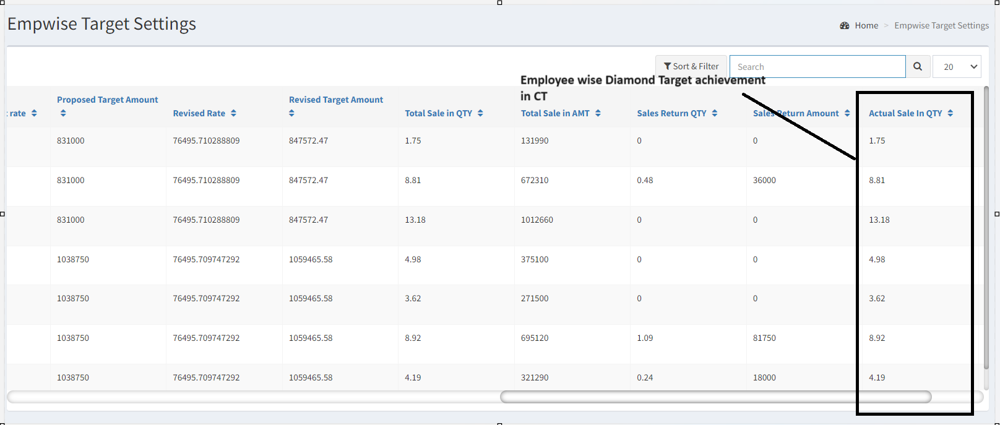 Empwise Target Settings
Home > Empwise Target Settings
Sort & Filter Search 20
Employee wise Diamond Target achievement
in CT
rate Proposed Target Amount Revised Rate Revised Target Amount Total Sale in QTY Total Sale in AMT Sales Return QTY Sales Return Amount Actual Sale In QTY
831000 76495.710288809 847572.47 1.75 131990 0 0 1.75
831000 76495.710288809 847572.47 8.81 672310 0.48 36000 8.81
831000 76495.710288809 847572.47 13.18 1012660 0 0 13.18
1038750 76495.709747292 1059465.58 4.98 375100 0 0 4.98
1038750 76495.709747292 1059465.58 3.62 271500 0 0 3.62
1038750 76495.709747292 1059465.58 8.92 695120 1.09 81750 8.92
1038750 76495.709747292 1059465.58 4.19 321290 0.24 18000 4.19